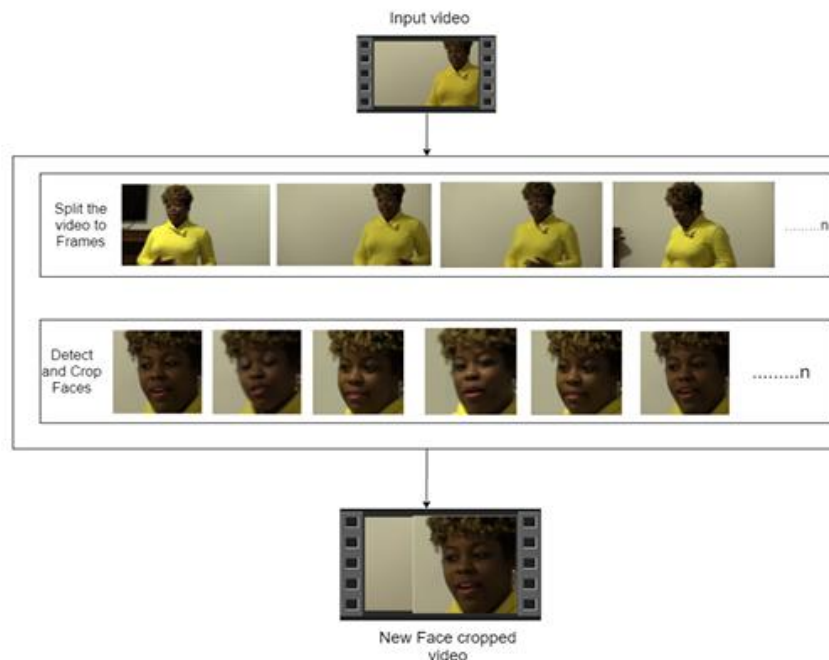 Input video
Split the
video to
Frames
.........n
Detect
and Crop
Faces
.........n
New Face cropped
video